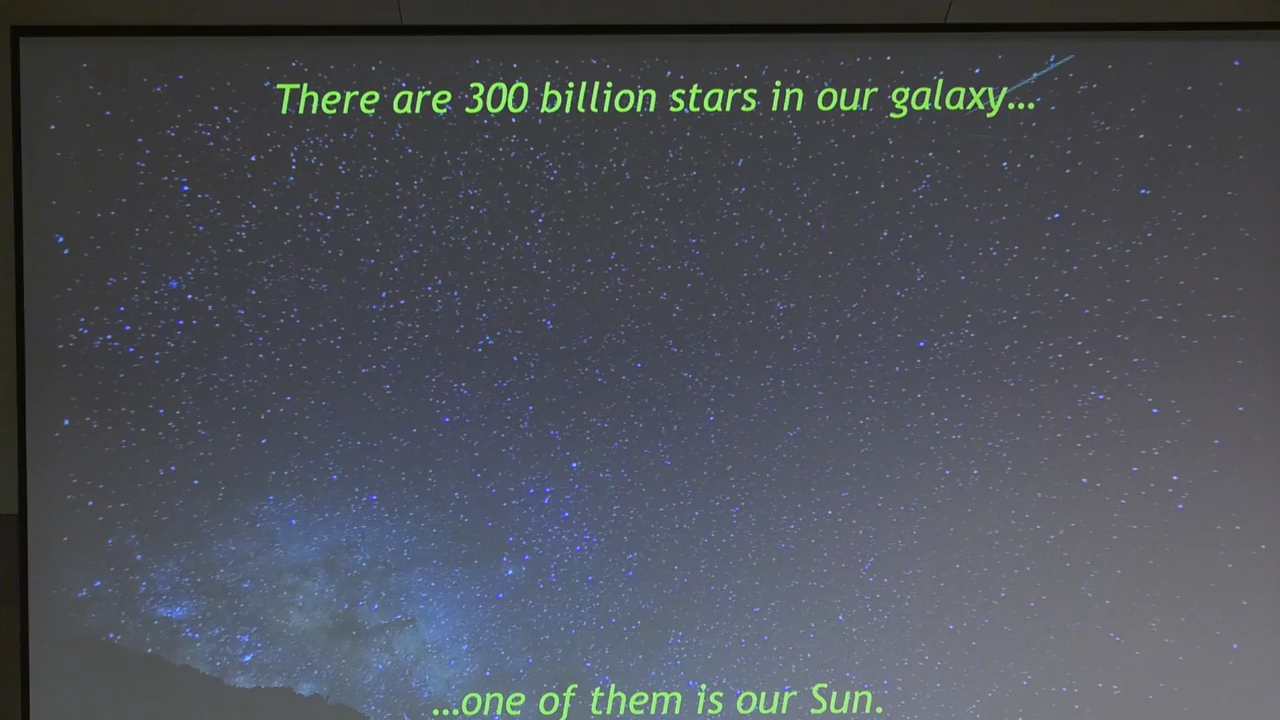 There are 300 billion stars in our galaxy...
...one of them is our Sun.